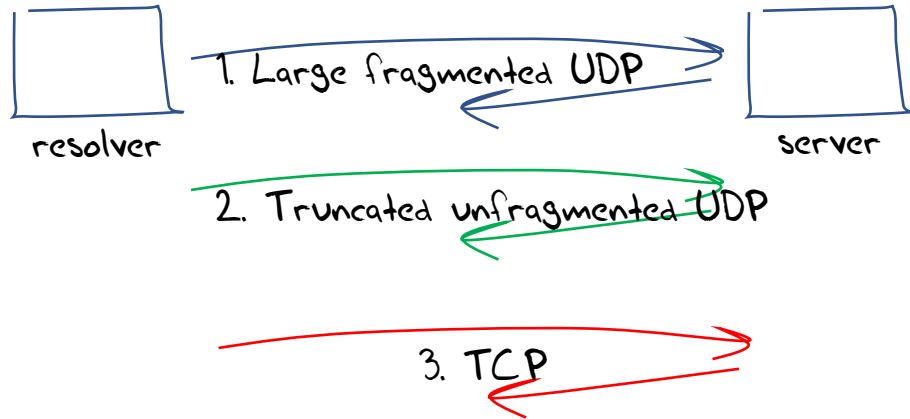 1. Large fragmented UDP
resolver
server
2. Truncated unfragmented UDP
3. TCP